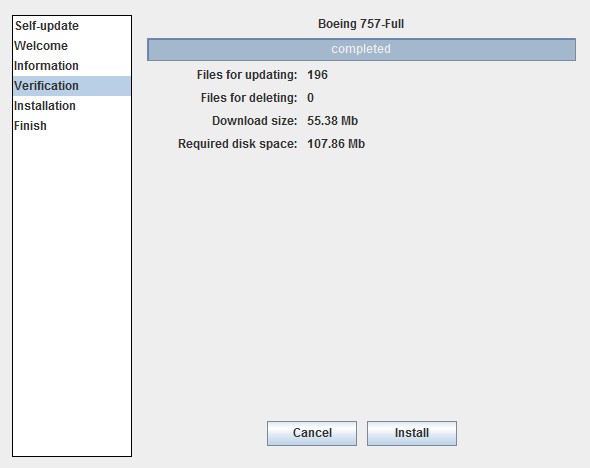 Self-update
Welcome
Information
Verification
Installation
Finish
Boeing 757-Full
completed
Files for updating: 196
Files for deleting: 0
Download size: 55.38 Mb
Required disk space: 107.86 Mb
Cancel Install